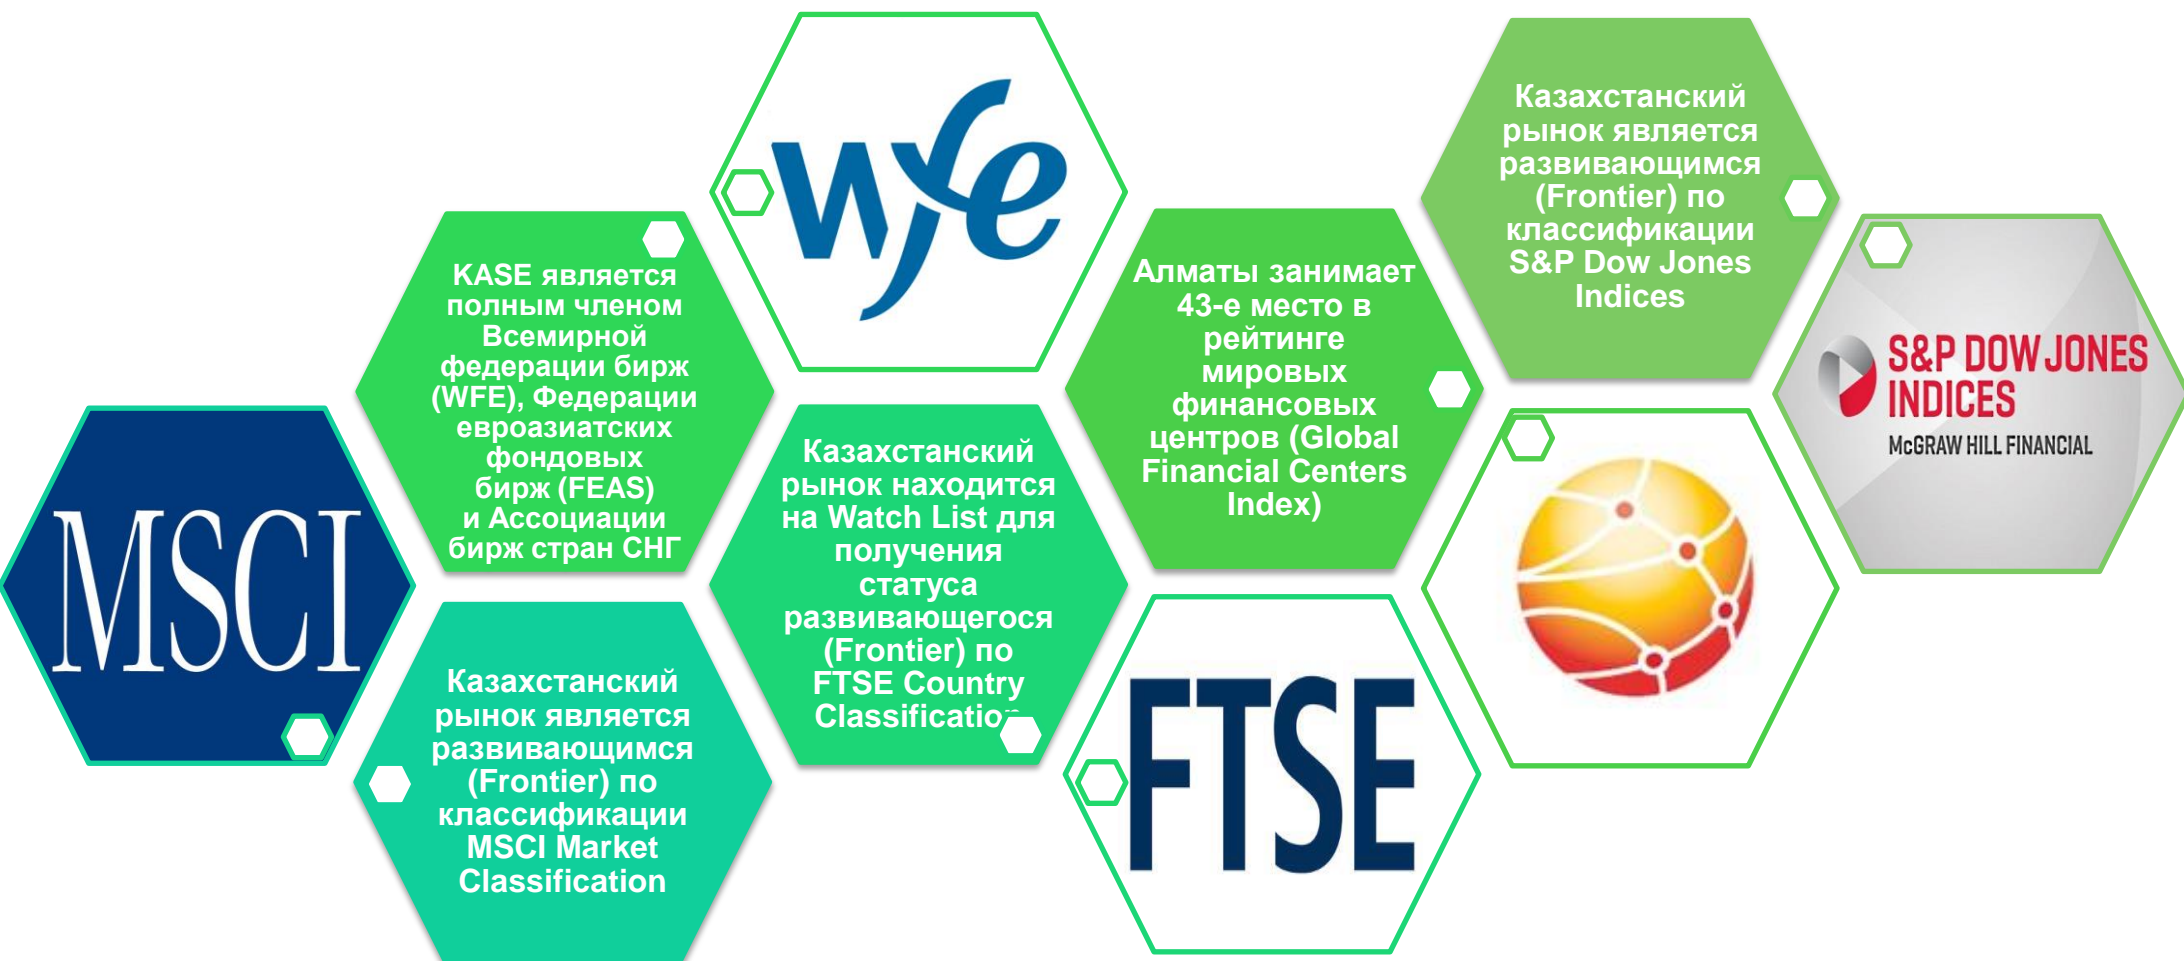 MSCI
KASE является
полным членом
Всемирной
федерации бирж
(WFE), Федерации
евроазиатских
фондовых
бирж (FEAS)
и Ассоциации
бирж стран СНГ
Казахстанский
рынок является
развивающимся
(Frontier) по
классификации
MSCI Market
Classification
wfe
Казахстанский
рынок находится
на Watch List для
получения
статуса
развивающегося
(Frontier) по
FTSE Country
Classification
Алматы занимает
43-е место в
рейтинге
мировых
финансовых
центров (Global
Financial Centers
Index)
FTSE
Казахстанский
рынок является
развивающимся
(Frontier) по
классификации
S&P Dow Jones
Indices
S&P DOW JONES
INDICES
McGRAW HILL FINANCIAL